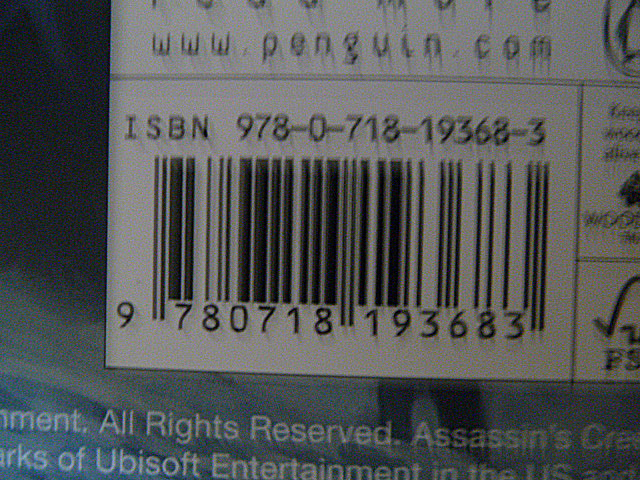 www.penguin.com
ISBN 978-0-718-19368-3
9 780718 193683
nment. All Rights Reserved. Assassin's Cre
arks of Ubisoft Entertainment in the US and